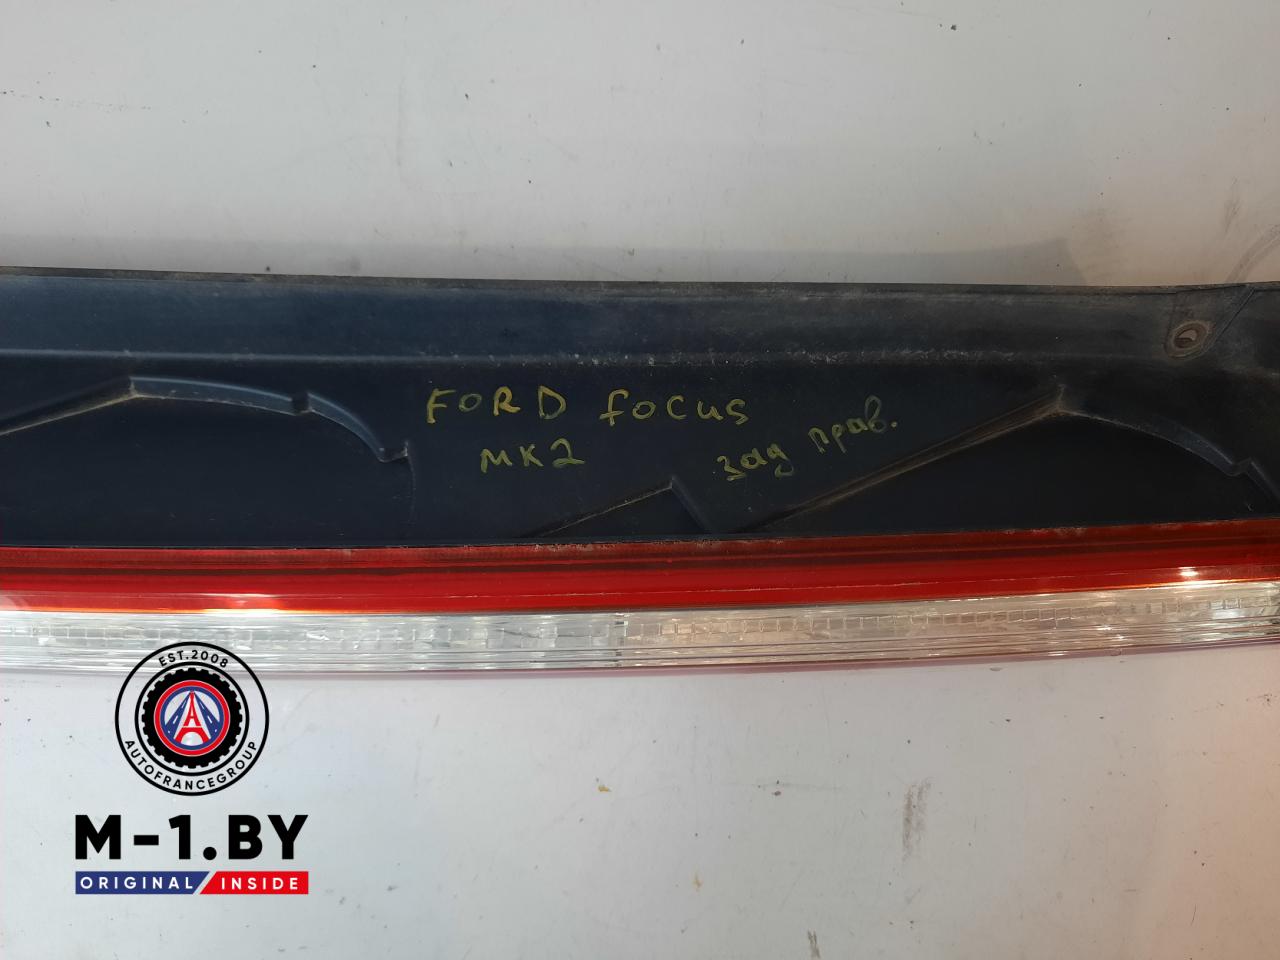 FORD focus
MK2
зад прав.
EST.2008
AUTOFRANCEGROUP
M-1.BY
ORIGINAL INSIDE